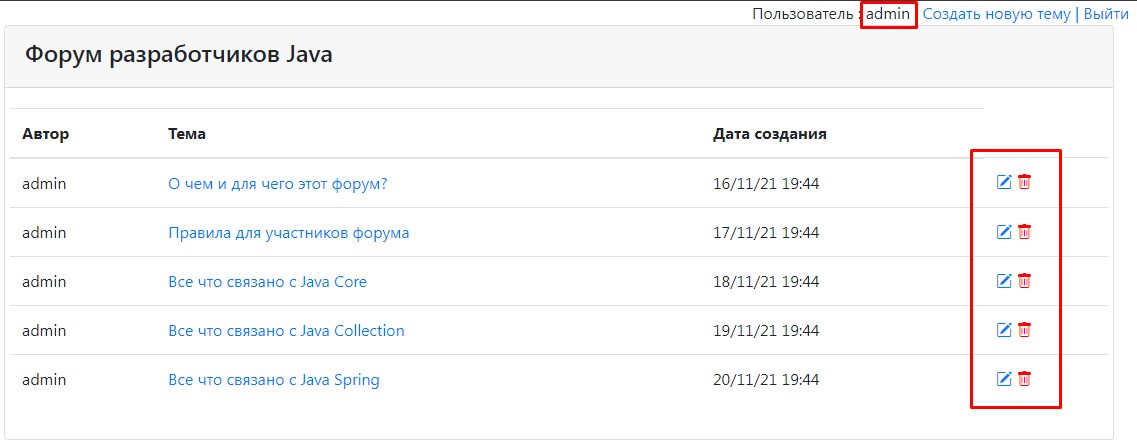 Пользователь : admin Создать новую тему | Выйти
Форум разработчиков Java
Автор Тема Дата создания
admin О чем и для чего этот форум? 16/11/21 19:44
admin Правила для участников форума 17/11/21 19:44
admin Все что связано с Java Core 18/11/21 19:44
admin Все что связано с Java Collection 19/11/21 19:44
admin Все что связано с Java Spring 20/11/21 19:44